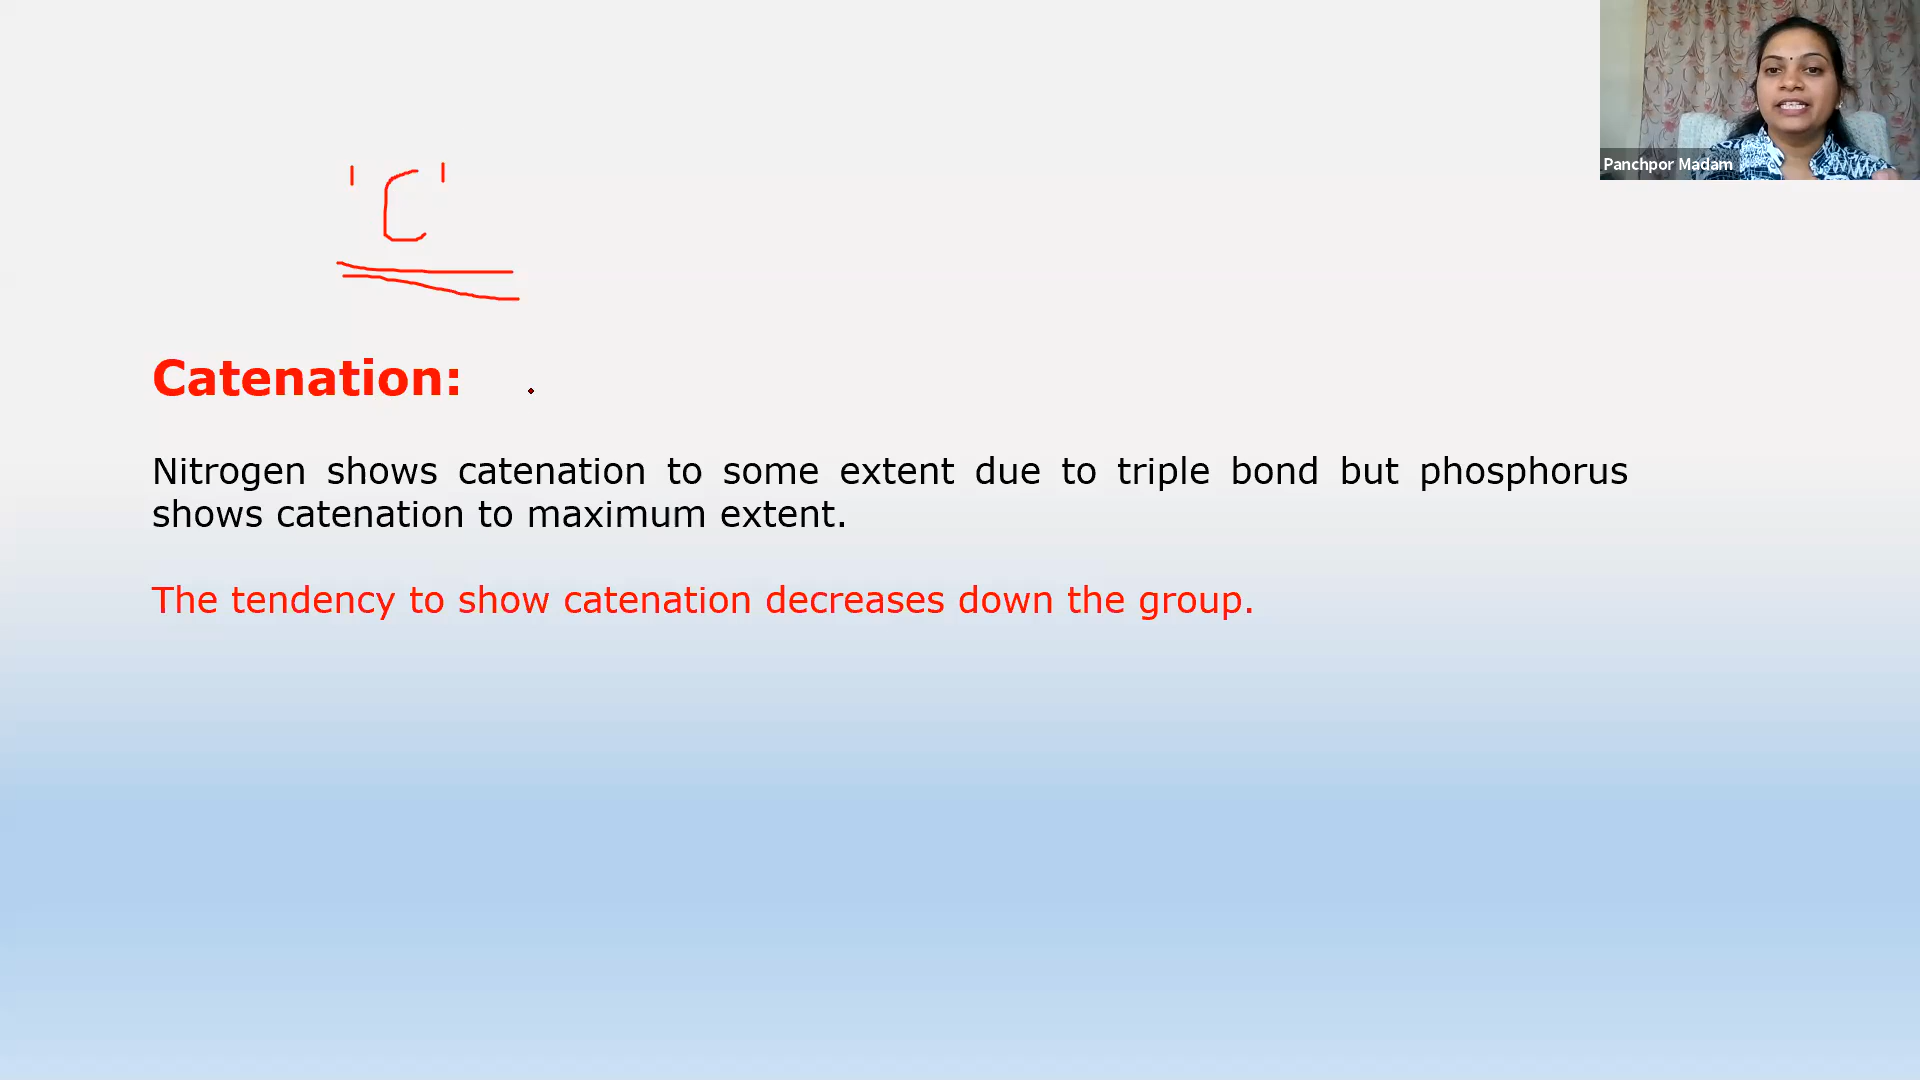 Panchpor Madam
'C'
Catenation:
Nitrogen shows catenation to some extent due to triple bond but phosphorus
shows catenation to maximum extent.
The tendency to show catenation decreases down the group.